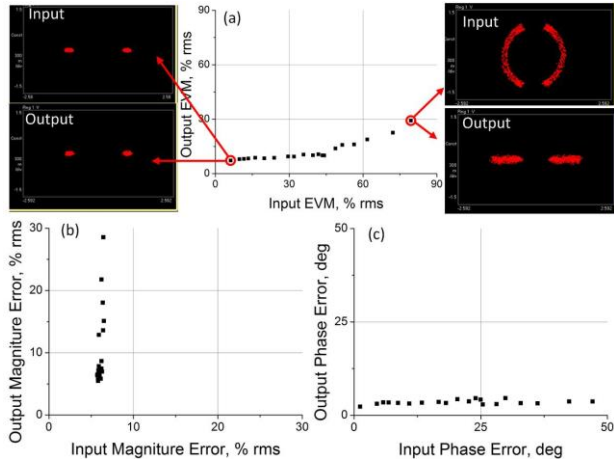 Input
Output
(a)
Output EVM, % rms
90
60
30
0
0 30 60 90
Input EVM, % rms
Input
Output
(b)
Output Magniture Error, % rms
30
20
10
0
0 10 20 30
Input Magniture Error, % rms
(c)
Output Phase Error, deg
50
25
0
0 25 50
Input Phase Error, deg